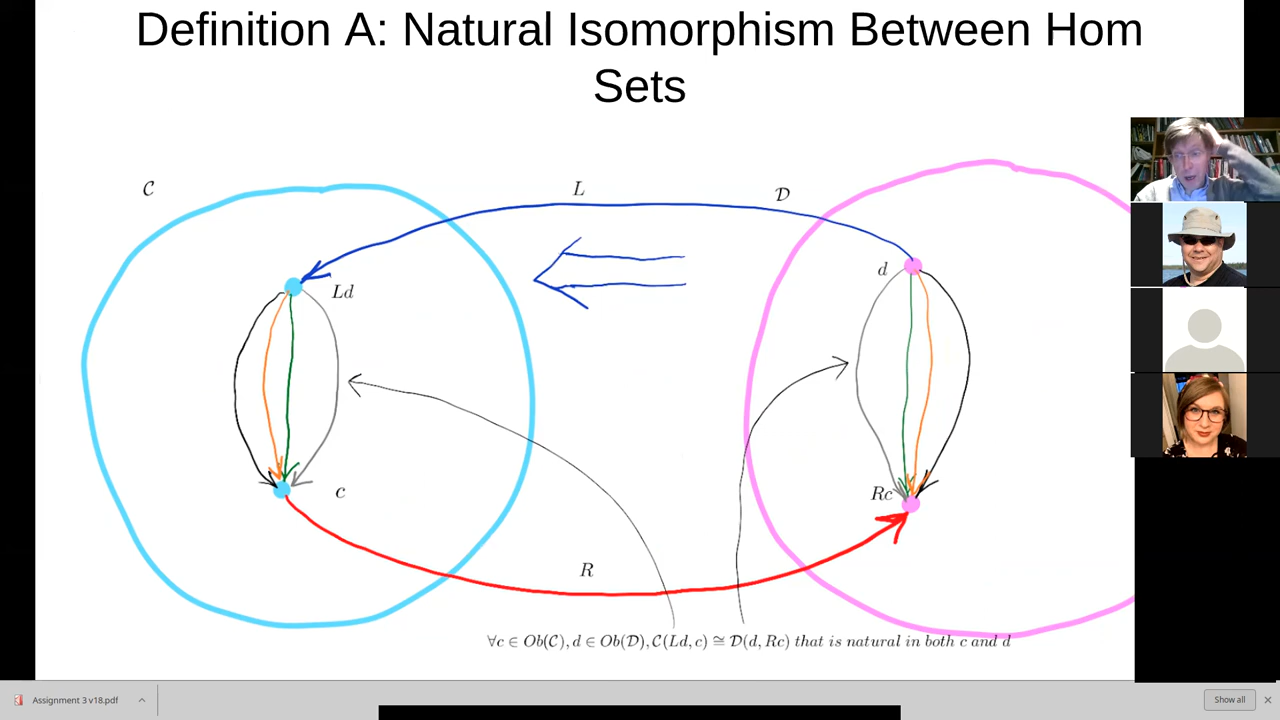 Definition A: Natural Isomorphism Between Hom
Sets
𝒞
L
𝒟
d
Ld
c
Rc
R
∀c ∈ Ob(𝒞), d ∈ Ob(𝒟), 𝒞(Ld, c) ≅ 𝒟(d, Rc) that is natural in both c and d
Assignment 3 v18.pdf
Show all